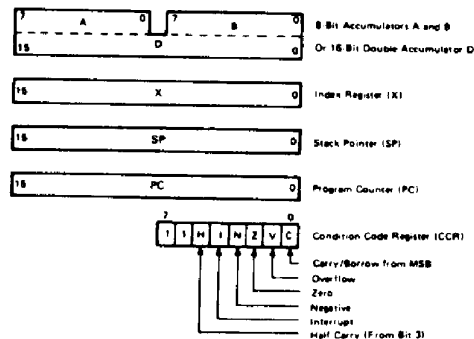 7 A 0 7 B 0 8-Bit Accumulators A and B
15 D 0 Or 16-Bit Double Accumulator D
15 X 0 Index Register (X)
15 SP 0 Stack Pointer (SP)
15 PC 0 Program Counter (PC)
7 0
1 1 H I N Z V C Condition Code Register (CCR)
Carry/Borrow from MSB
Overflow
Zero
Negative
Interrupt
Half Carry (From Bit 3)